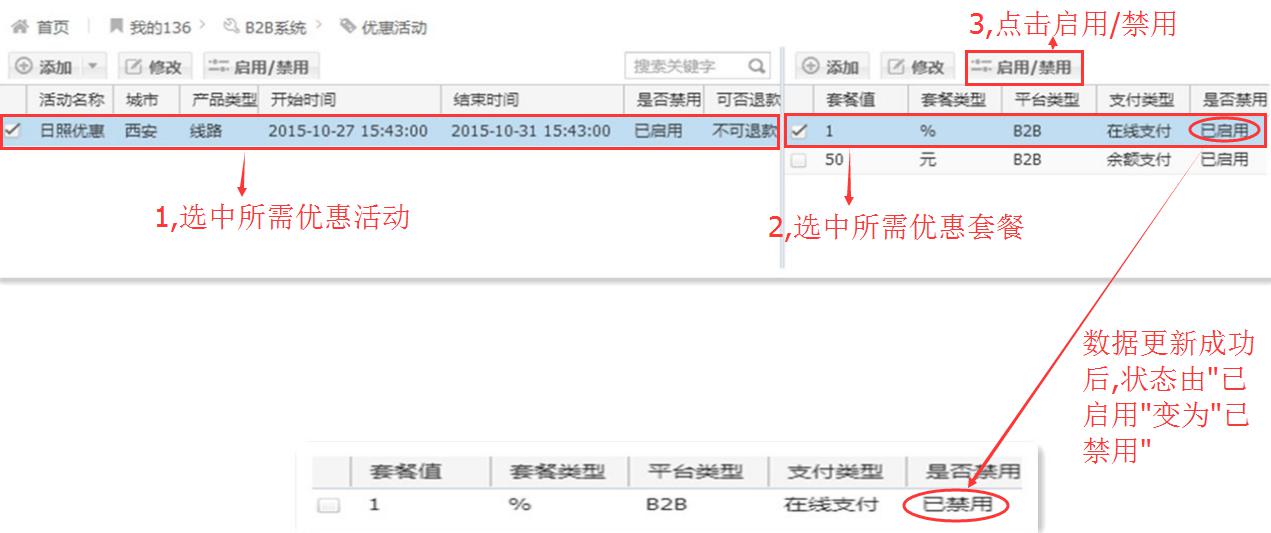 首页 我的136 B2B系统 优惠活动
3,点击启用/禁用
添加 修改 启用/禁用 搜索关键字 添加 修改 启用/禁用
活动名称 城市 产品类型 开始时间 结束时间 是否禁用 可否退款 套餐值 套餐类型 平台类型 支付类型 是否禁用
日照优惠 西安 线路 2015-10-27 15:43:00 2015-10-31 15:43:00 已启用 不可退款 1 % B2B 在线支付 已启用
50 元 B2B 余额支付 已启用
1,选中所需优惠活动
2,选中所需优惠套餐
数据更新成功
后,状态由"已
启用"变为"已
禁用"
套餐值 套餐类型 平台类型 支付类型 是否禁用
1 % B2B 在线支付 已禁用